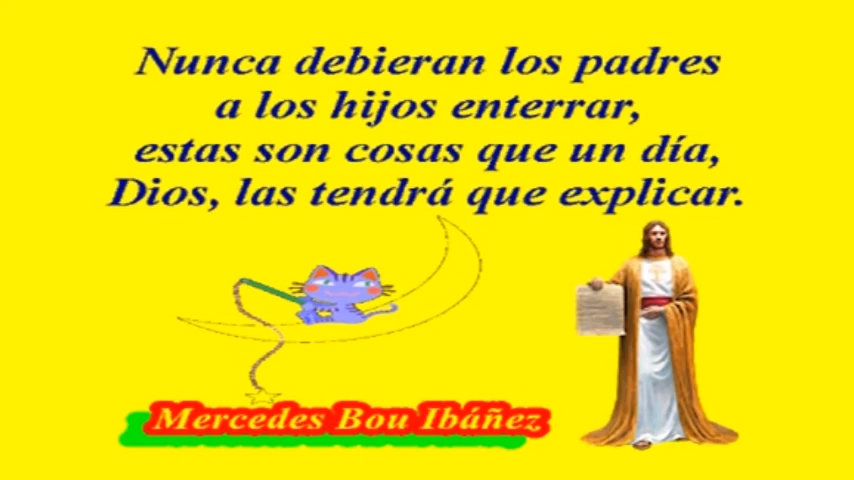 Nunca debieran los padres
a los hijos enterrar,
estas son cosas que un día,
Dios, las tendrá que explicar.
Mercedes Bou Ibáñez